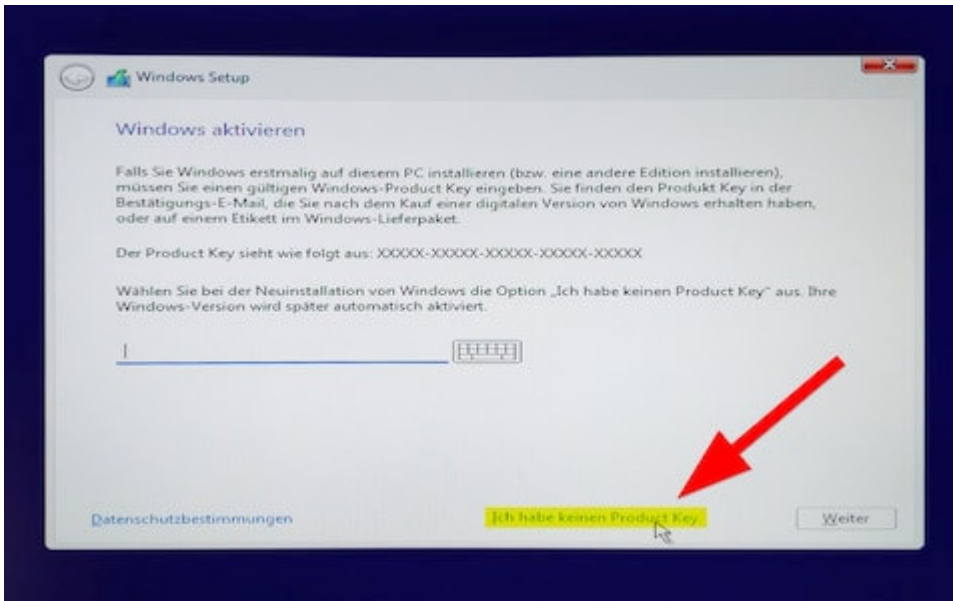 Windows Setup
Windows aktivieren
Falls Sie Windows erstmalig auf diesem PC installieren (bzw. eine andere Edition installieren),
müssen Sie einen gültigen Windows-Product Key eingeben. Sie finden den Produkt Key in der
Bestätigungs-E-Mail, die Sie nach dem Kauf einer digitalen Version von Windows erhalten haben,
oder auf einem Etikett im Windows-Lieferpaket.
Der Product Key sieht wie folgt aus: XXXXX-XXXXX-XXXXX-XXXXX-XXXXX
Wählen Sie bei der Neuinstallation von Windows die Option „Ich habe keinen Product Key" aus. Ihre
Windows-Version wird später automatisch aktiviert.
Datenschutzbestimmungen
Ich habe keinen Product Key
Weiter